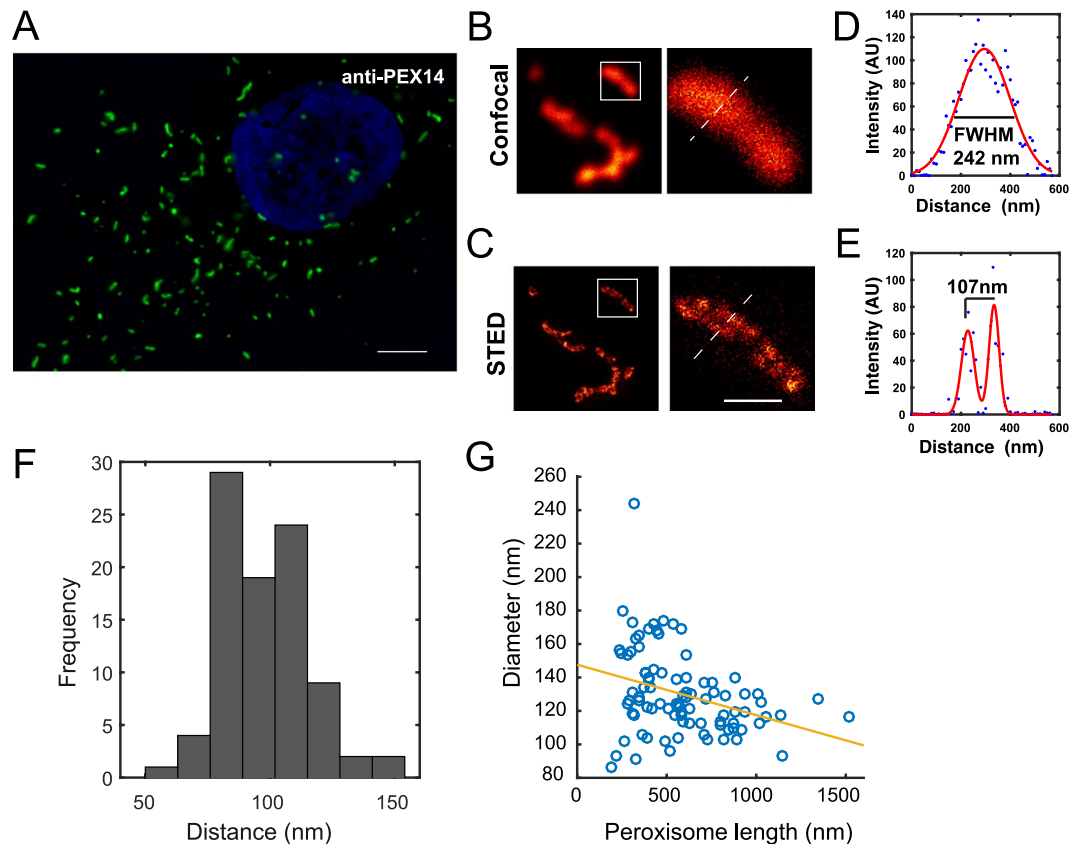 A
anti-PEX14
B
Confocal
C
STED
D
140
120
100
80
60
40
20
0
Intensity (AU)
FWHM
242 nm
0 200 400 600
Distance (nm)
E
120
100
80
60
40
20
0
Intensity (AU)
107nm
0 200 400 600
Distance (nm)
F
30
25
20
15
10
5
0
Frequency
50 100 150
Distance (nm)
G
260
240
220
200
180
160
140
120
100
80
Diameter (nm)
0 500 1000 1500
Peroxisome length (nm)